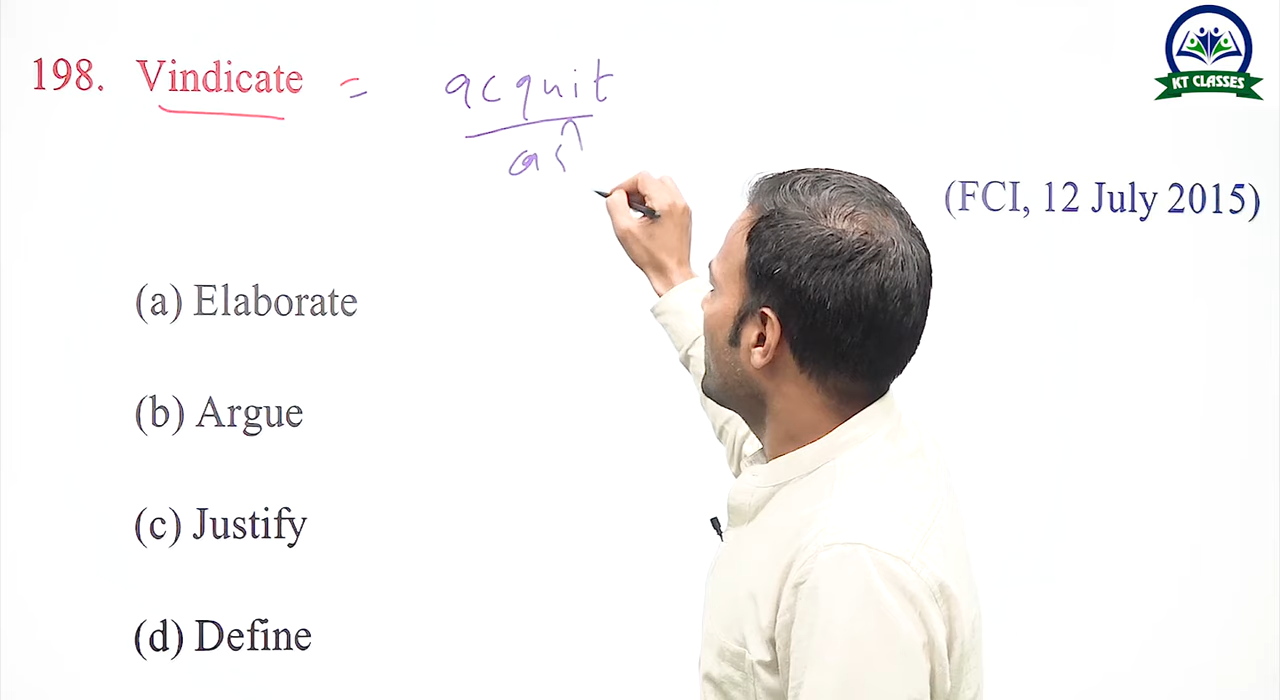 198. Vindicate = acquit
KT CLASSES
(FCI, 12 July 2015)
(a) Elaborate
(b) Argue
(c) Justify
(d) Define